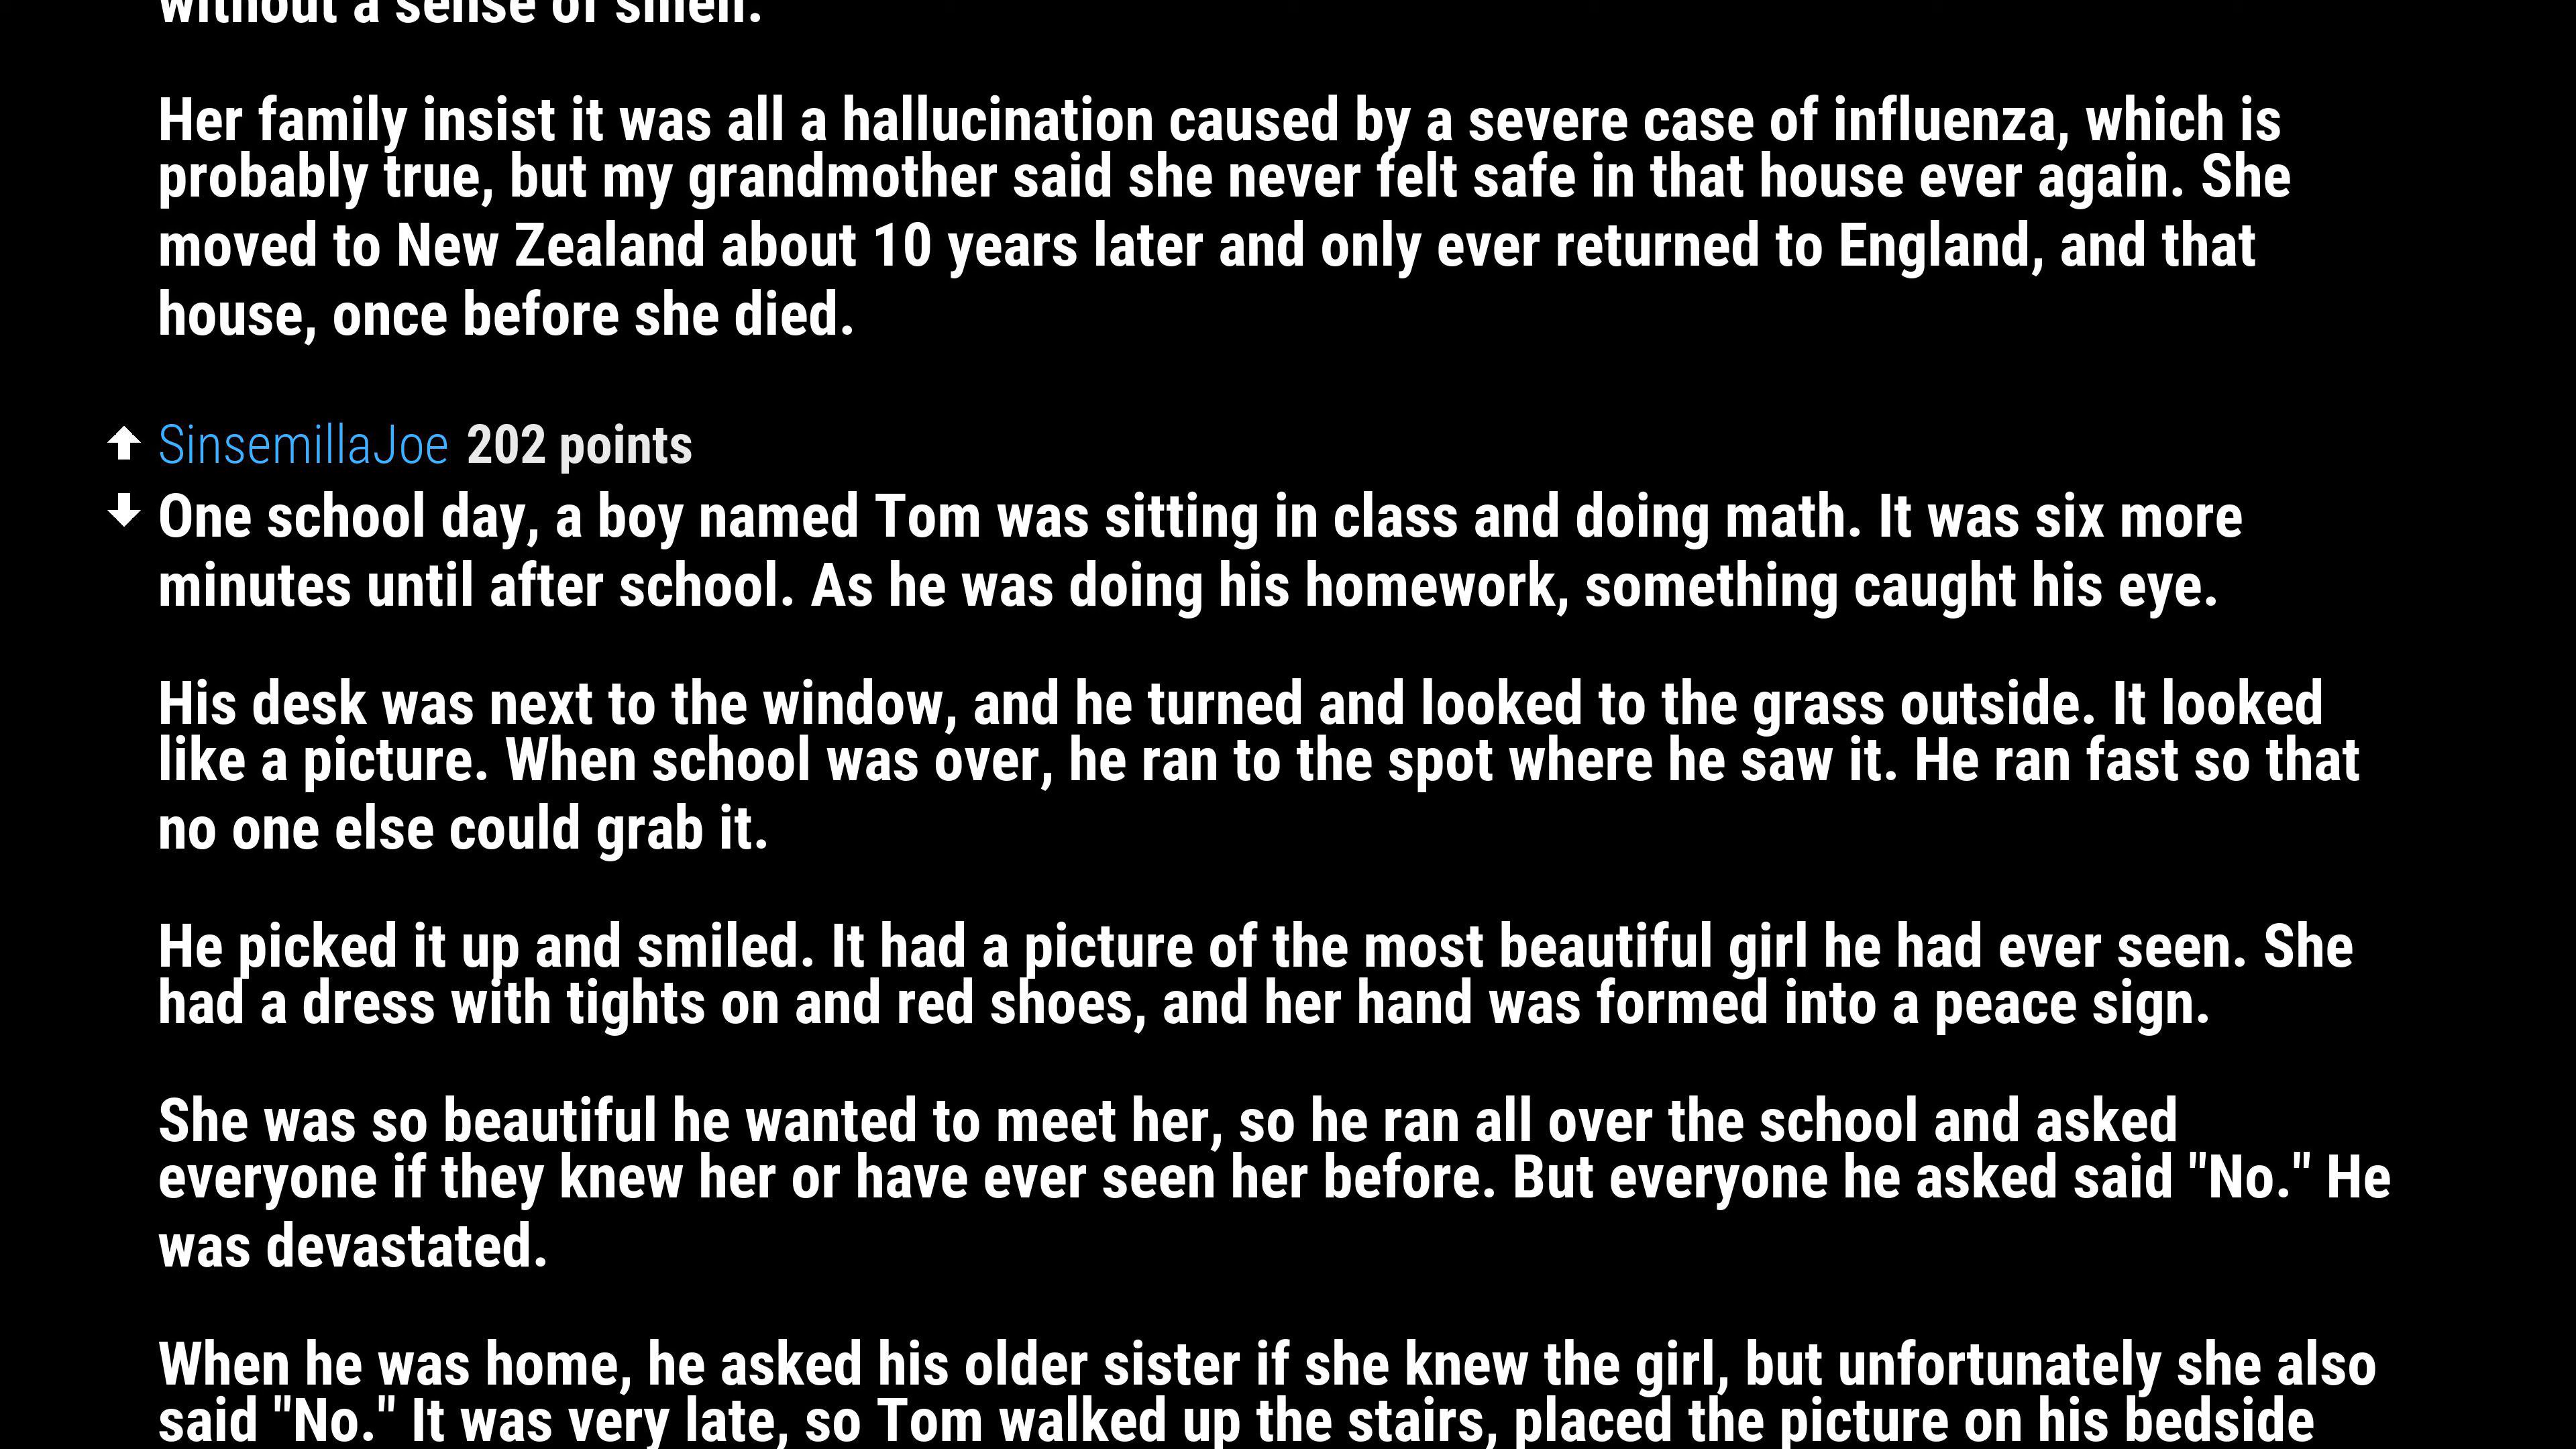 without a sense of smell.
Her family insist it was all a hallucination caused by a severe case of influenza, which is
probably true, but my grandmother said she never felt safe in that house ever again. She
moved to New Zealand about 10 years later and only ever returned to England, and that
house, once before she died.
SinsemillaJoe 202 points
One school day, a boy named Tom was sitting in class and doing math. It was six more
minutes until after school. As he was doing his homework, something caught his eye.
His desk was next to the window, and he turned and looked to the grass outside. It looked
like a picture. When school was over, he ran to the spot where he saw it. He ran fast so that
no one else could grab it.
He picked it up and smiled. It had a picture of the most beautiful girl he had ever seen. She
had a dress with tights on and red shoes, and her hand was formed into a peace sign.
She was so beautiful he wanted to meet her, so he ran all over the school and asked
everyone if they knew her or have ever seen her before. But everyone he asked said "No." He
was devastated.
When he was home, he asked his older sister if she knew the girl, but unfortunately she also
said "No." It was very late, so Tom walked up the stairs, placed the picture on his bedside